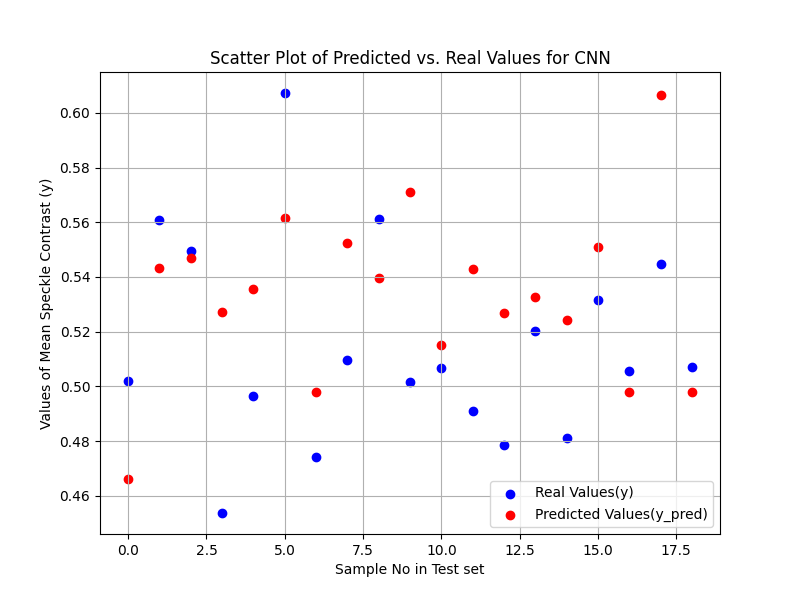 Scatter Plot of Predicted vs. Real Values for CNN
Values of Mean Speckle Contrast (y)
0.60
0.58
0.56
0.54
0.52
0.50
0.48
0.46
Real Values(y)
Predicted Values(y_pred)
0.0 2.5 5.0 7.5 10.0 12.5 15.0 17.5
Sample No in Test set